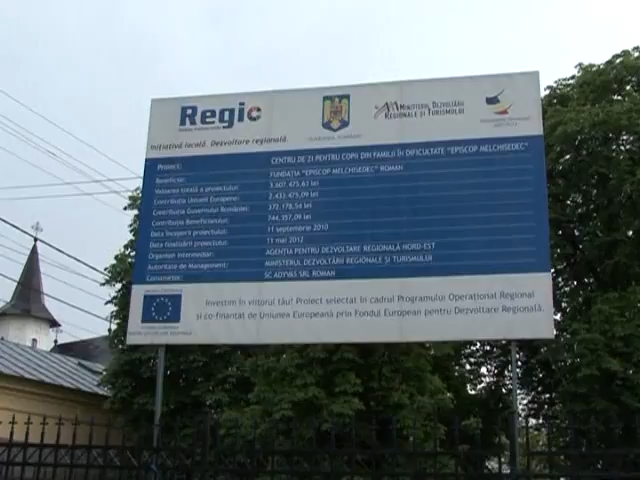 Regio
Inițiativă locală. Dezvoltare regională.
Ministerul Dezvoltării
Regionale și Turismului
Proiect: CENTRU DE ZI PENTRU COPII DIN FAMILII ÎN DIFICULTATE "EPISCOP MELCHISEDEC"
Beneficiar: FUNDAȚIA "EPISCOP MELCHISEDEC" ROMAN
Valoarea totală a proiectului: 3.607.475,63 lei
Contribuția Uniunii Europene: 2.433.475,09 lei
Contribuția Guvernului României: 372.178,54 lei
Contribuția Beneficiarului: 744.357,09 lei
Data începerii proiectului: 11 septembrie 2010
Data finalizării proiectului: 11 mai 2012
Organism Intermediar: AGENȚIA PENTRU DEZVOLTARE REGIONALĂ NORD-EST
Autoritate de Management: MINISTERUL DEZVOLTĂRII REGIONALE ȘI TURISMULUI
Constructor: SC ADYVAS SRL ROMAN
Investim în viitorul tău! Proiect selectat în cadrul Programului Operațional Regional
și co-finanțat de Uniunea Europeană prin Fondul European pentru Dezvoltare Regională.